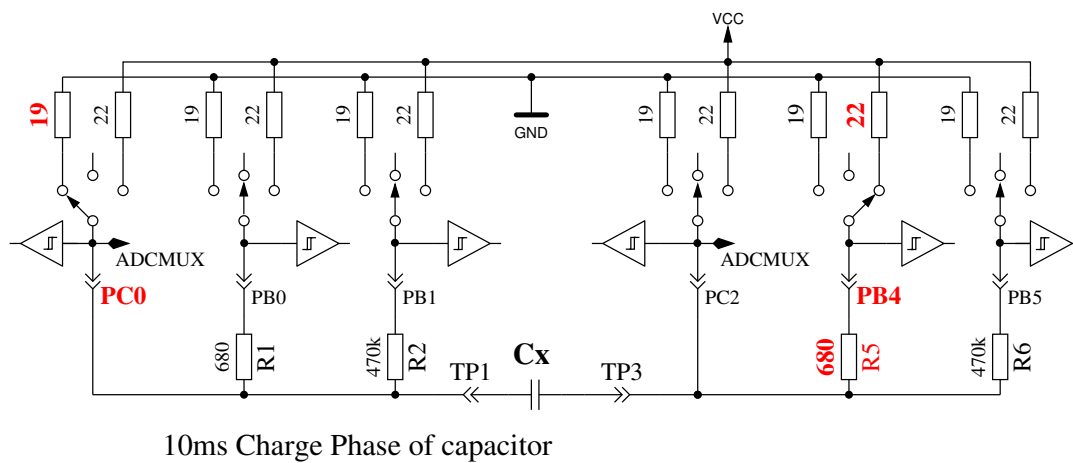 VCC
19
22
19
22
19
22
GND
19
22
19
22
19
22
ADCMUX
ADCMUX
PC0
PB0
PB1
PC2
PB4
PB5
680
R1
470k
R2
TP1
Cx
TP3
680
R5
470k
R6
10ms Charge Phase of capacitor